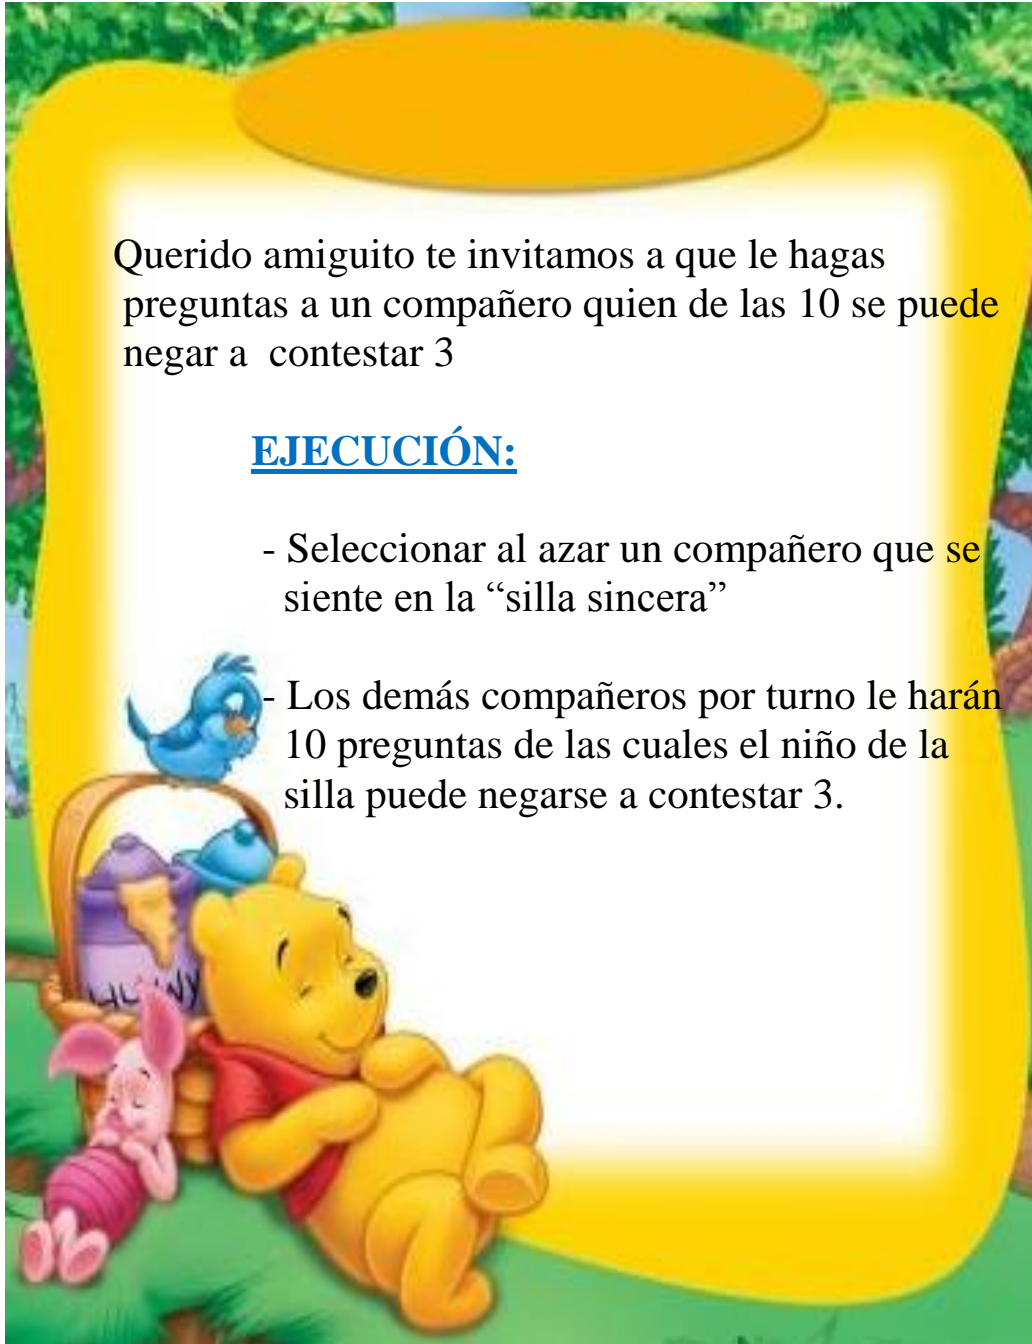 Querido amiguito te invitamos a que le hagas
preguntas a un compañero quien de las 10 se puede
negar a  contestar 3
EJECUCIÓN:
- Seleccionar al azar un compañero que se
siente en la “silla sincera”
- Los demás compañeros por turno le harán
10 preguntas de las cuales el niño de la
silla puede negarse a contestar 3.
HUNNY